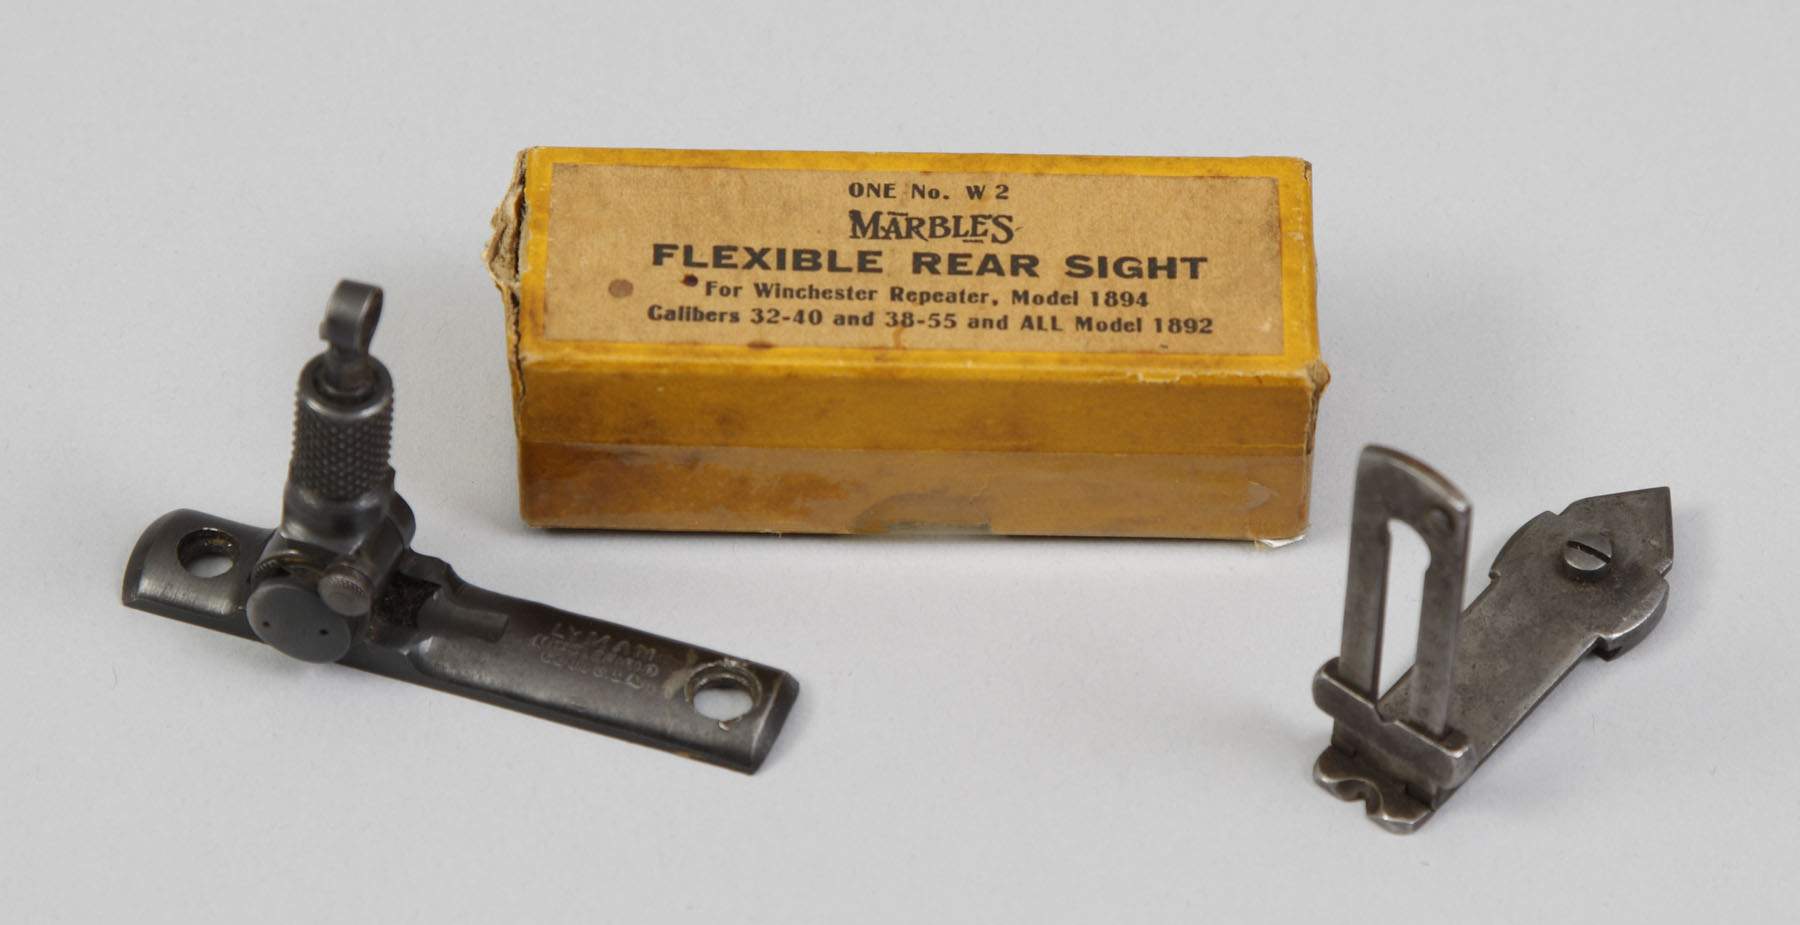 ONE No. W 2
MARBLE'S
FLEXIBLE REAR SIGHT
For Winchester Repeater, Model 1894
Calibers 32-40 and 38-55 and ALL Model 1892
LYMAN